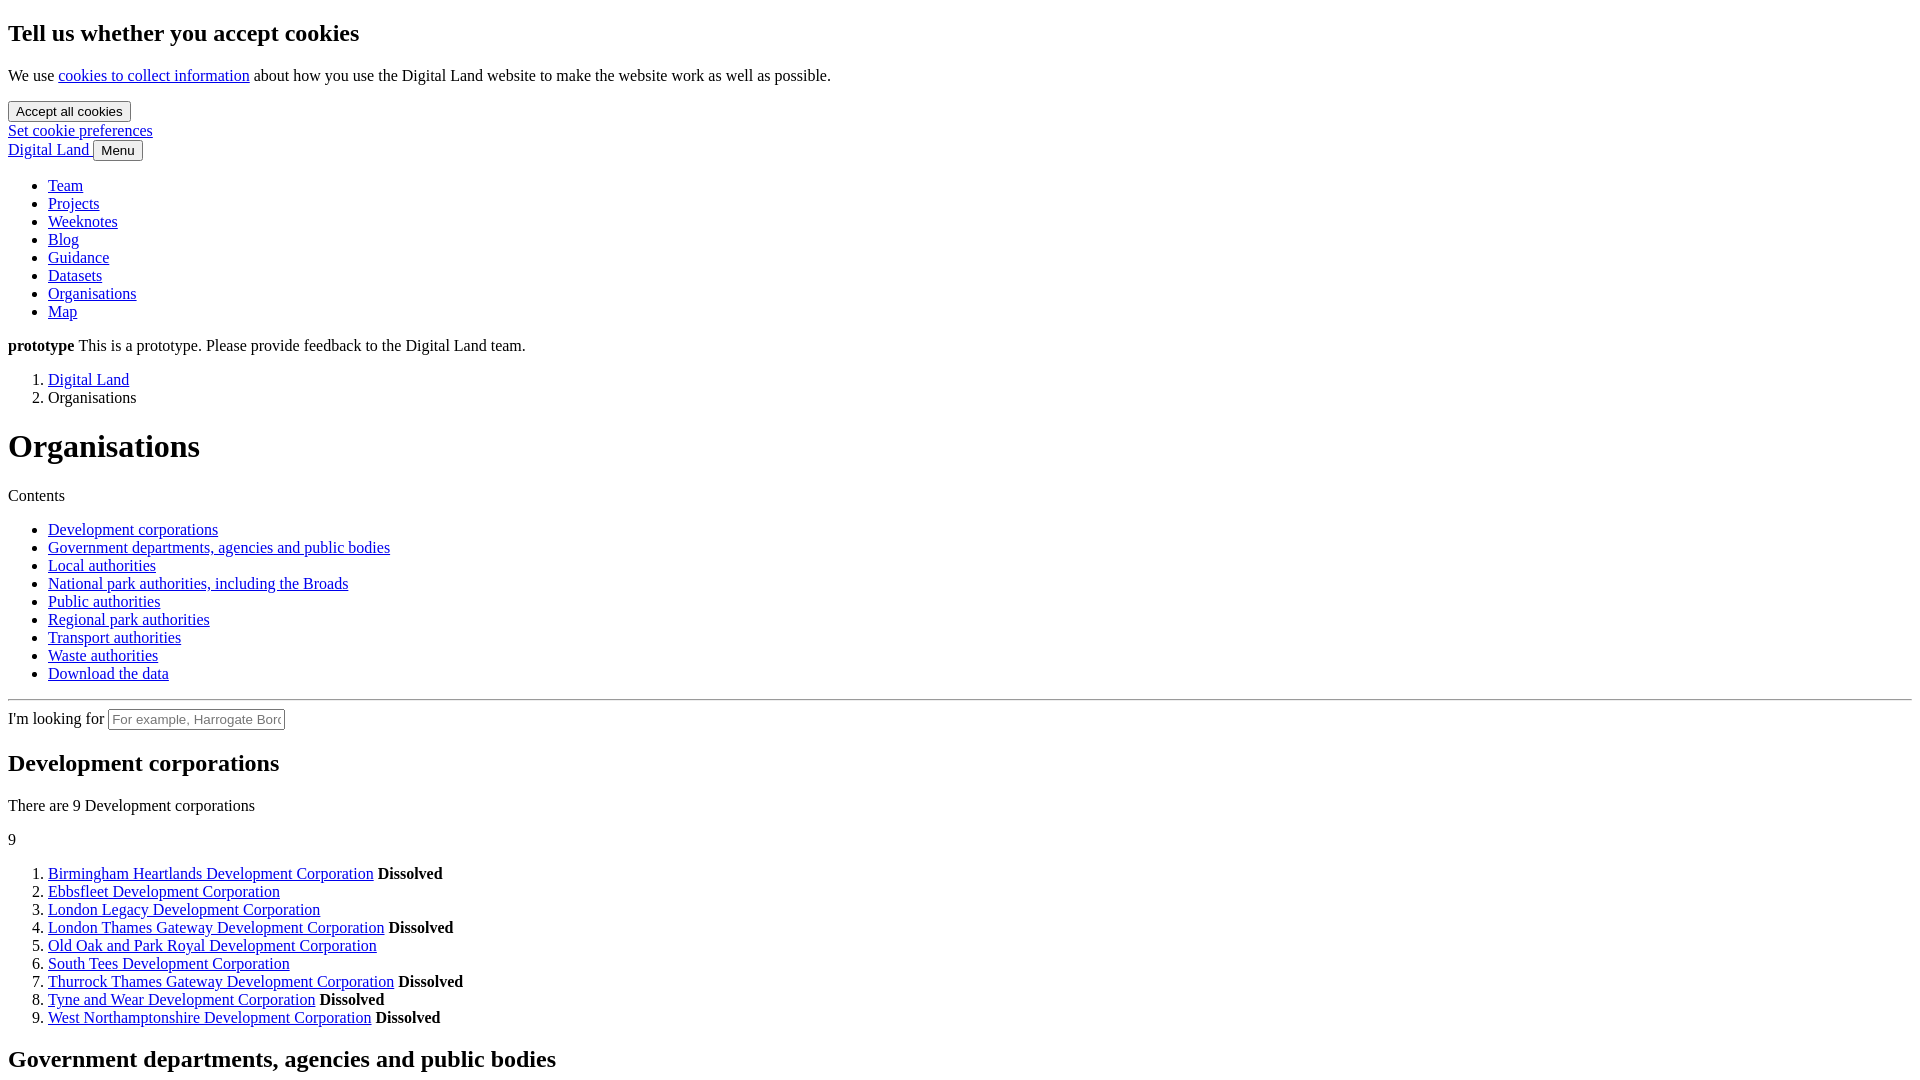 Tell us whether you accept cookies
We use cookies to collect information about how you use the Digital Land website to make the website work as well as possible.
Accept all cookies
Set cookie preferences
Digital Land Menu
Team
Projects
Weeknotes
Blog
Guidance
Datasets
Organisations
Map
prototype This is a prototype. Please provide feedback to the Digital Land team.
1. Digital Land
2. Organisations
Organisations
Contents
Development corporations
Government departments, agencies and public bodies
Local authorities
National park authorities, including the Broads
Public authorities
Regional park authorities
Transport authorities
Waste authorities
Download the data
I'm looking for For example, Harrogate Borc
Development corporations
There are 9 Development corporations
9
1. Birmingham Heartlands Development Corporation Dissolved
2. Ebbsfleet Development Corporation
3. London Legacy Development Corporation
4. London Thames Gateway Development Corporation Dissolved
5. Old Oak and Park Royal Development Corporation
6. South Tees Development Corporation
7. Thurrock Thames Gateway Development Corporation Dissolved
8. Tyne and Wear Development Corporation Dissolved
9. West Northamptonshire Development Corporation Dissolved
Government departments, agencies and public bodies